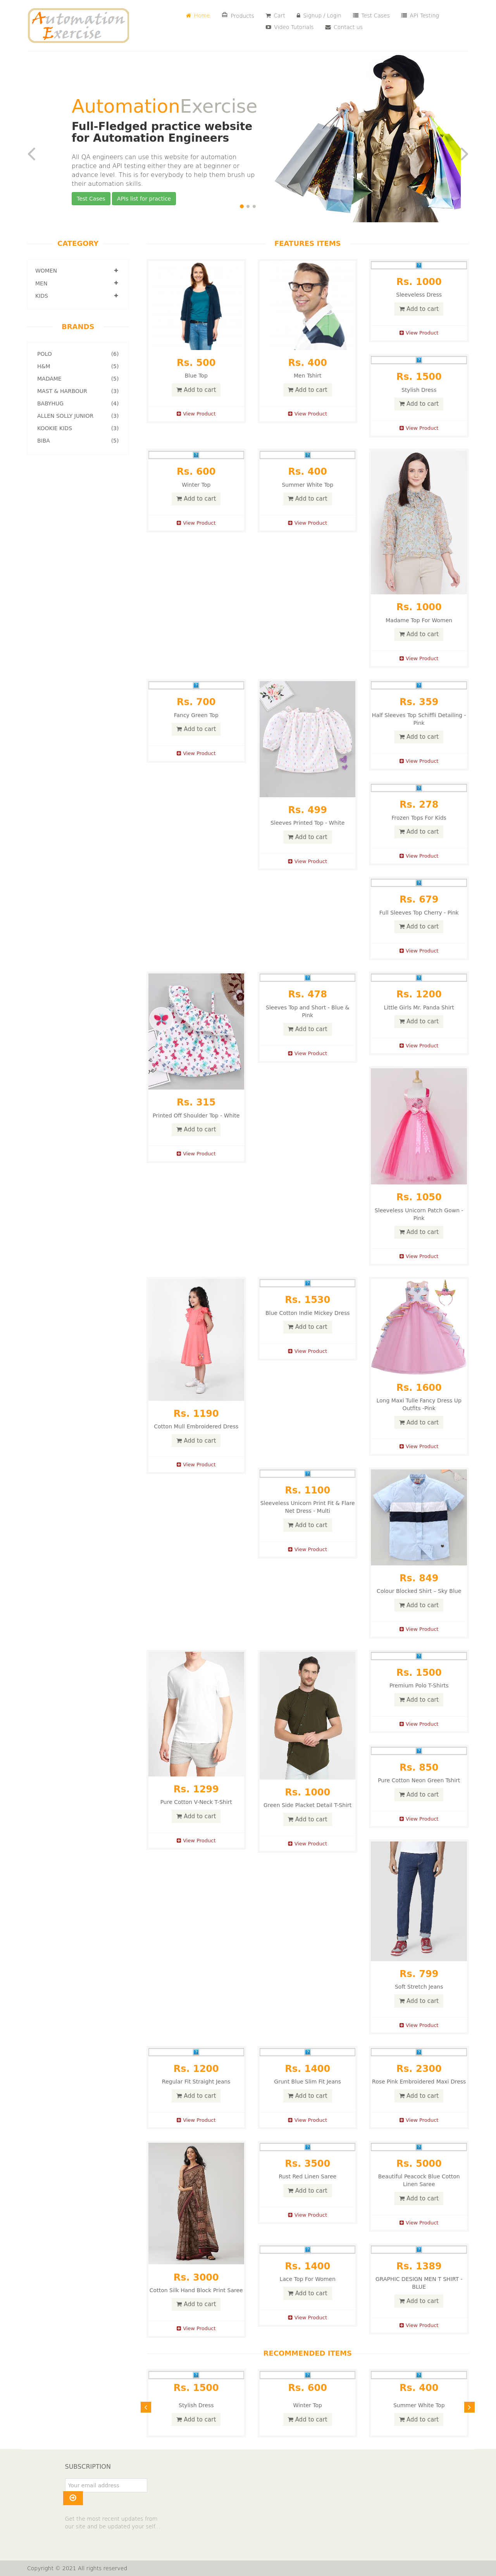 Automation
Exercise
Home
Products
Cart
Signup / Login
Test Cases
API Testing
Video Tutorials
Contact us
AutomationExercise
Full-Fledged practice website
for Automation Engineers
All QA engineers can use this website for automation
practice and API testing either they are at beginner or
advance level. This is for everybody to help them brush up
their automation skills.
Test Cases
APIs list for practice
CATEGORY
WOMEN
MEN
KIDS
BRANDS
POLO (6)
H&M (5)
MADAME (5)
MAST & HARBOUR (3)
BABYHUG (4)
ALLEN SOLLY JUNIOR (3)
KOOKIE KIDS (3)
BIBA (5)
FEATURES ITEMS
Rs. 500
Blue Top
Add to cart
View Product
Rs. 400
Men Tshirt
Add to cart
View Product
Rs. 1000
Sleeveless Dress
Add to cart
View Product
Rs. 1500
Stylish Dress
Add to cart
View Product
Rs. 600
Winter Top
Add to cart
View Product
Rs. 400
Summer White Top
Add to cart
View Product
Rs. 1000
Madame Top For Women
Add to cart
View Product
Rs. 700
Fancy Green Top
Add to cart
View Product
Rs. 499
Sleeves Printed Top - White
Add to cart
View Product
Rs. 359
Half Sleeves Top Schiffli Detailing -
Pink
Add to cart
View Product
Rs. 278
Frozen Tops For Kids
Add to cart
View Product
Rs. 679
Full Sleeves Top Cherry - Pink
Add to cart
View Product
Rs. 315
Printed Off Shoulder Top - White
Add to cart
View Product
Rs. 478
Sleeves Top and Short - Blue &
Pink
Add to cart
View Product
Rs. 1200
Little Girls Mr. Panda Shirt
Add to cart
View Product
Rs. 1050
Sleeveless Unicorn Patch Gown -
Pink
Add to cart
View Product
Rs. 1190
Cotton Mull Embroidered Dress
Add to cart
View Product
Rs. 1530
Blue Cotton Indie Mickey Dress
Add to cart
View Product
Rs. 1600
Long Maxi Tulle Fancy Dress Up
Outfits -Pink
Add to cart
View Product
Rs. 1100
Sleeveless Unicorn Print Fit & Flare
Net Dress - Multi
Add to cart
View Product
Rs. 849
Colour Blocked Shirt – Sky Blue
Add to cart
View Product
Rs. 1299
Pure Cotton V-Neck T-Shirt
Add to cart
View Product
Rs. 1000
Green Side Placket Detail T-Shirt
Add to cart
View Product
Rs. 1500
Premium Polo T-Shirts
Add to cart
View Product
Rs. 850
Pure Cotton Neon Green Tshirt
Add to cart
View Product
Rs. 799
Soft Stretch Jeans
Add to cart
View Product
Rs. 1200
Regular Fit Straight Jeans
Add to cart
View Product
Rs. 1400
Grunt Blue Slim Fit Jeans
Add to cart
View Product
Rs. 2300
Rose Pink Embroidered Maxi Dress
Add to cart
View Product
Rs. 3000
Cotton Silk Hand Block Print Saree
Add to cart
View Product
Rs. 3500
Rust Red Linen Saree
Add to cart
View Product
Rs. 5000
Beautiful Peacock Blue Cotton
Linen Saree
Add to cart
View Product
Rs. 1400
Lace Top For Women
Add to cart
View Product
Rs. 1389
GRAPHIC DESIGN MEN T SHIRT -
BLUE
Add to cart
View Product
RECOMMENDED ITEMS
Rs. 1500
Stylish Dress
Add to cart
Rs. 600
Winter Top
Add to cart
Rs. 400
Summer White Top
Add to cart
SUBSCRIPTION
Your email address
Get the most recent updates from
our site and be updated your self...
Copyright © 2021 All rights reserved